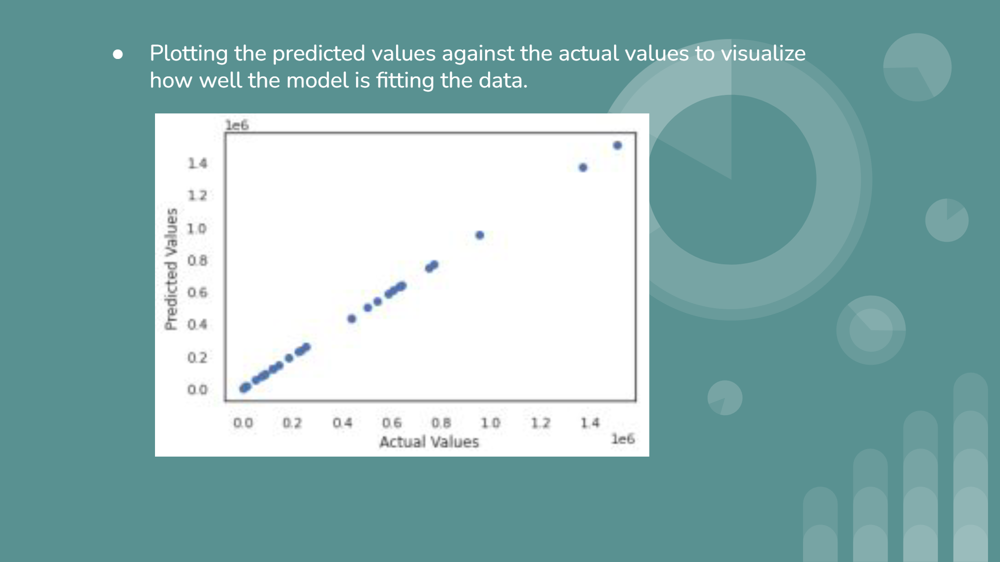 ● Plotting the predicted values against the actual values to visualize
how well the model is fitting the data.
1e6
1.4
1.2
1.0
0.8
0.6
0.4
0.2
0.0
Predicted Values
0.0 0.2 0.4 0.6 0.8 1.0 1.2 1.4
1e6
Actual Values